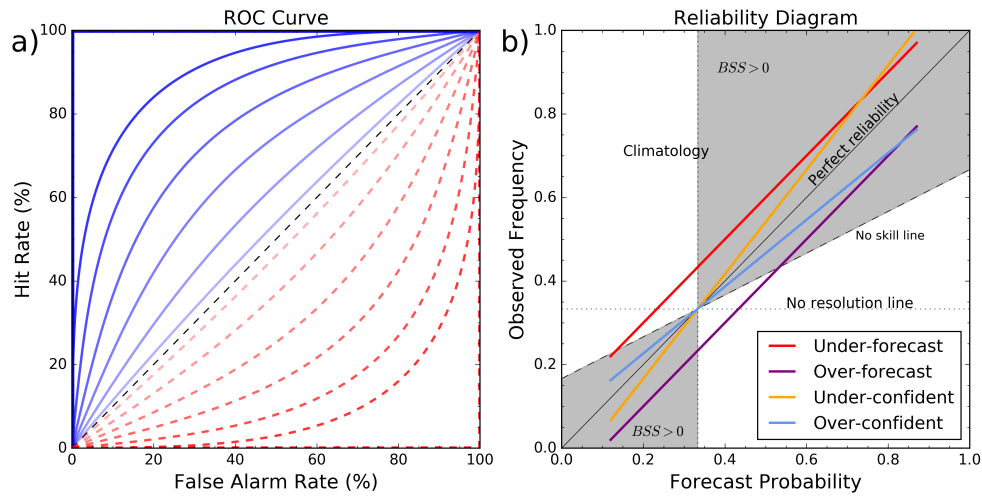 a)
ROC Curve
100
80
60
40
20
0
0 20 40 60 80 100
Hit Rate (%)
False Alarm Rate (%)
b)
Reliability Diagram
1.0
0.8
0.6
0.4
0.2
0.0
0.0 0.2 0.4 0.6 0.8 1.0
Observed Frequency
Forecast Probability
BSS > 0
Climatology
Perfect reliability
No skill line
No resolution line
BSS > 0
Under-forecast
Over-forecast
Under-confident
Over-confident